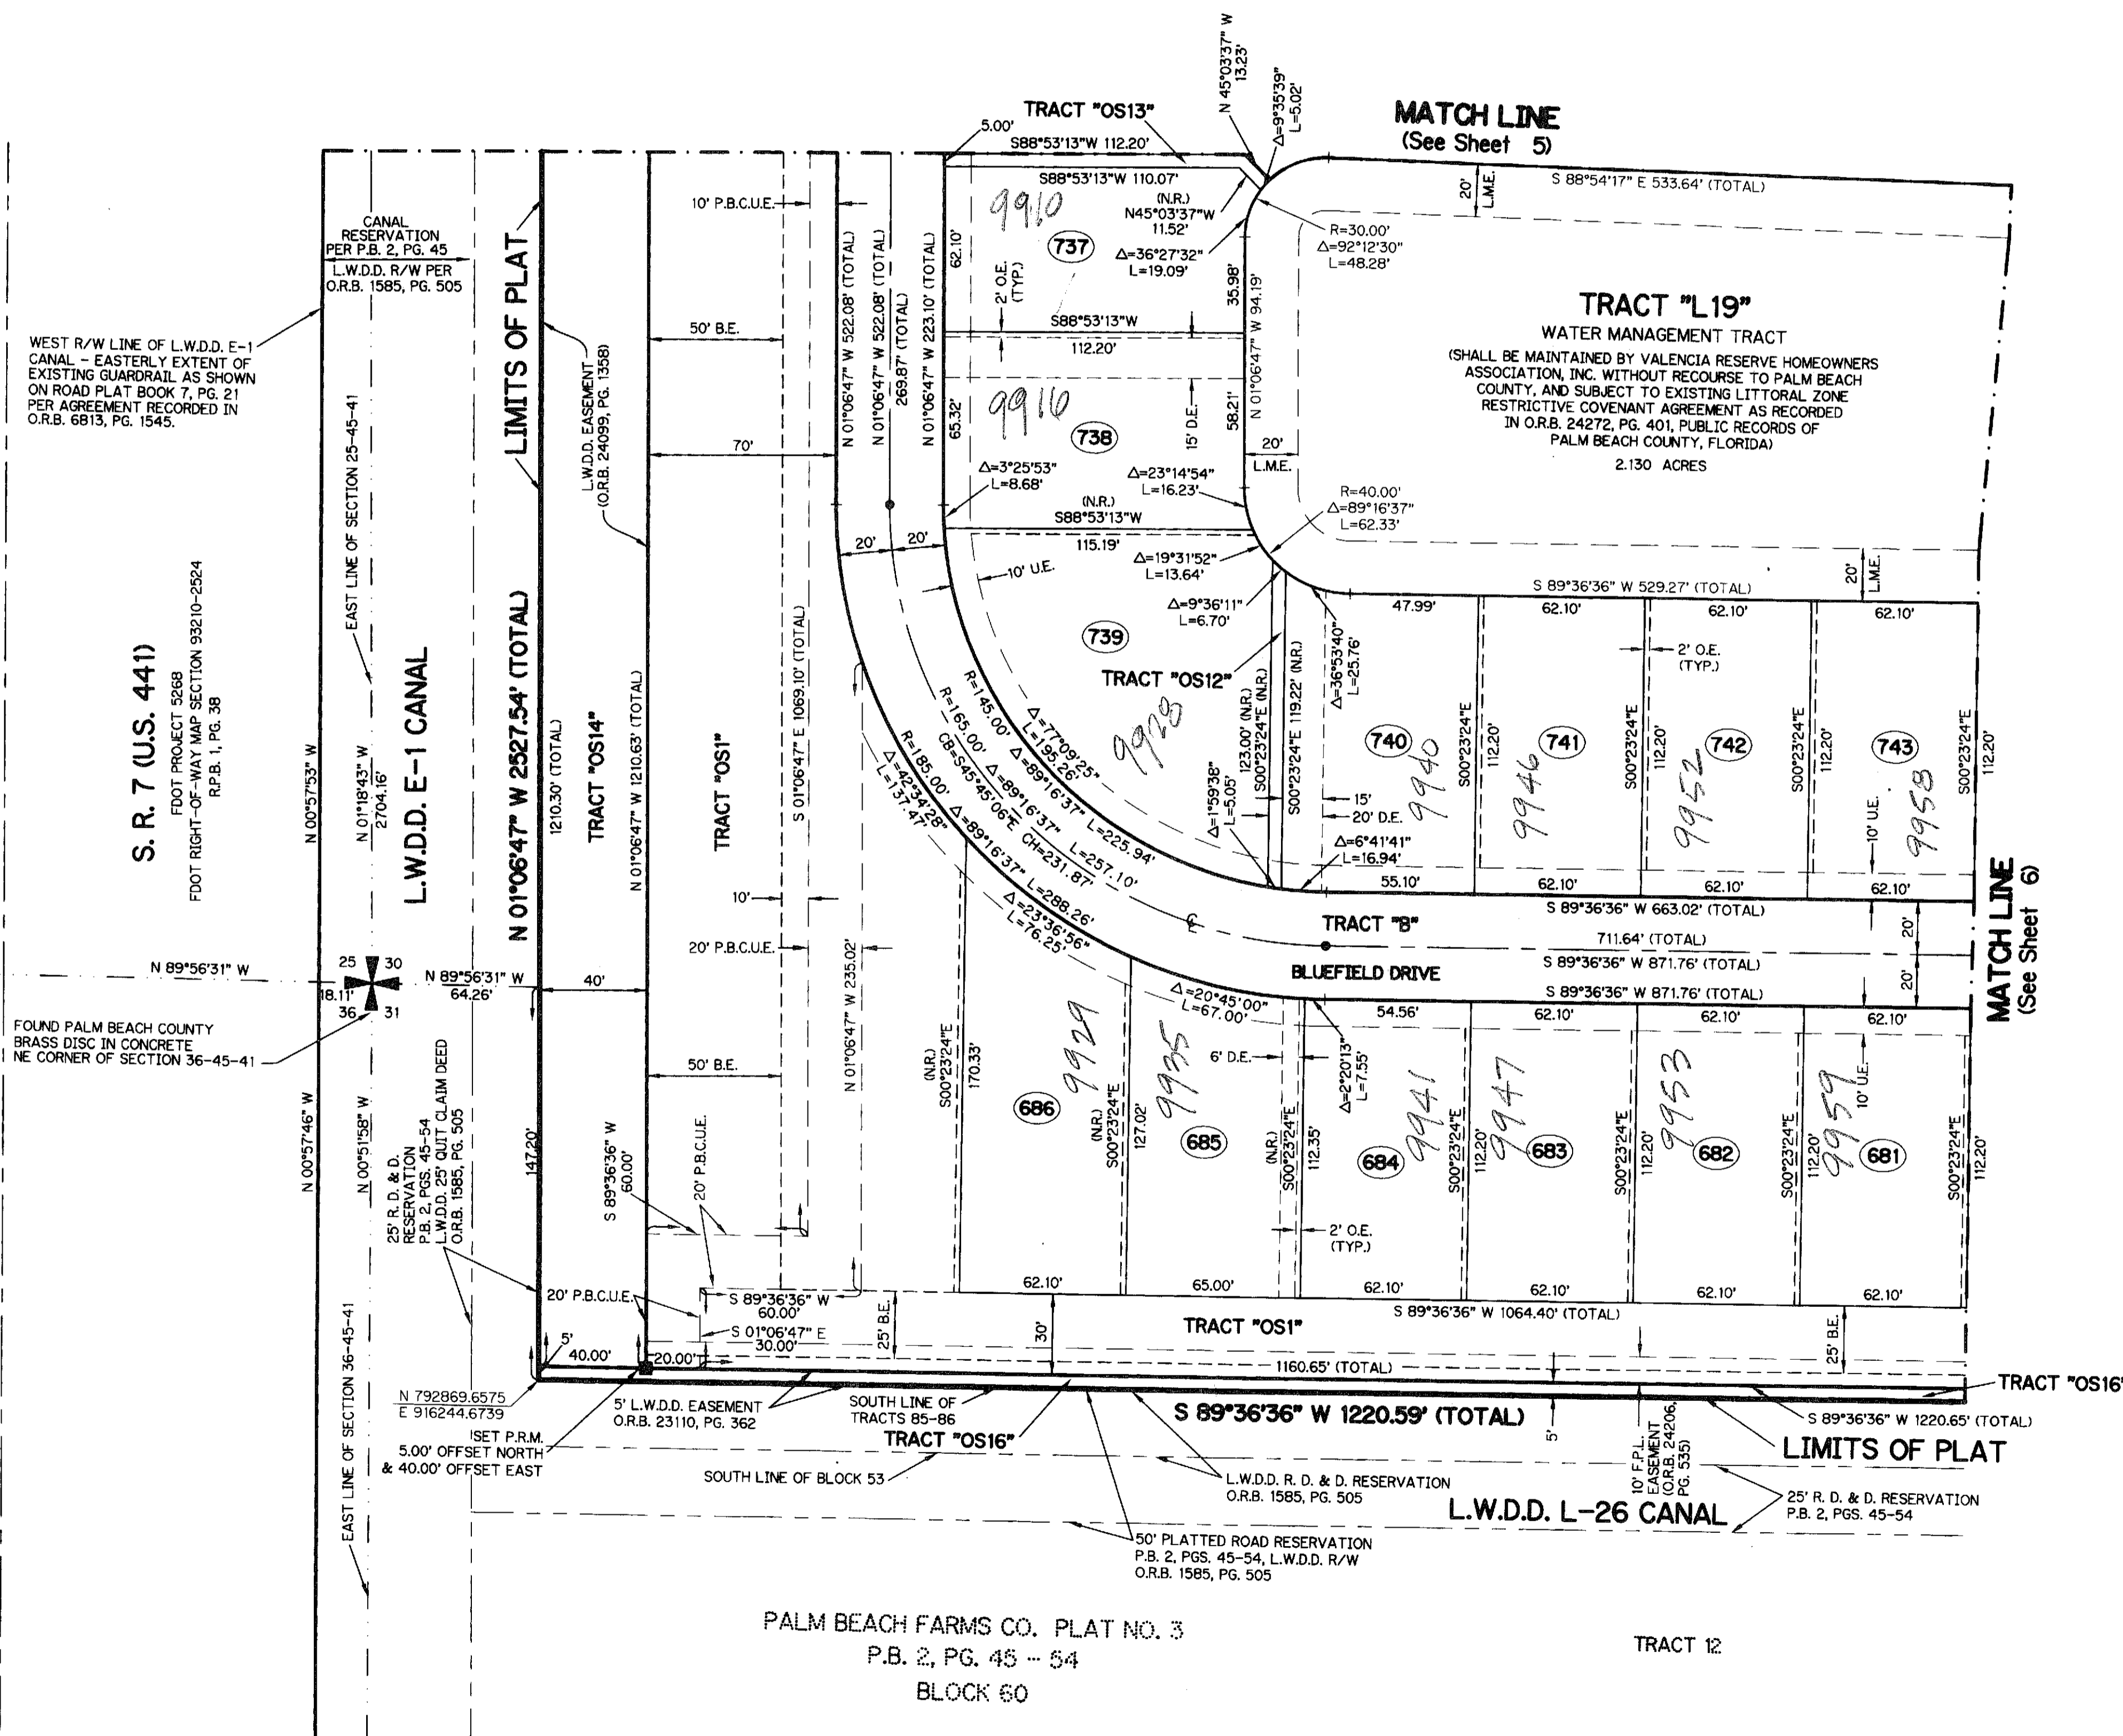 N 45°03'37" W
13.23'
Δ=9°35'39"
L=5.02'
TRACT "OS13"
5.00'
S88°53'13"W 112.20'
S88°53'13"W 110.07'
(N.R.)
N45°03'37"W
11.52'
Δ=36°27'32"
L=19.09'
MATCH LINE
(See Sheet 5)
S 88°54'17" E 533.64' (TOTAL)
20'
L.M.E.
R=30.00'
Δ=92°12'30"
L=48.28'
TRACT "L19"
WATER MANAGEMENT TRACT
(SHALL BE MAINTAINED BY VALENCIA RESERVE HOMEOWNERS
ASSOCIATION, INC. WITHOUT RECOURSE TO PALM BEACH
COUNTY, AND SUBJECT TO EXISTING LITTORAL ZONE
RESTRICTIVE COVENANT AGREEMENT AS RECORDED
IN O.R.B. 24272, PG. 401, PUBLIC RECORDS OF
PALM BEACH COUNTY, FLORIDA)
2.130 ACRES
CANAL
RESERVATION
PER P.B. 2, PG. 45
L.W.D.D. R/W PER
O.R.B. 1585, PG. 505
WEST R/W LINE OF L.W.D.D. E-1
CANAL - EASTERLY EXTENT OF
EXISTING GUARDRAIL AS SHOWN
ON ROAD PLAT BOOK 7, PG. 21
PER AGREEMENT RECORDED IN
O.R.B. 6813, PG. 1545.
EAST LINE OF SECTION 25-45-41
LIMITS OF PLAT
L.W.D.D. EASEMENT
(O.R.B. 24099, PG. 1358)
10' P.B.C.U.E.
50' B.E.
70'
N 01°06'47" W 522.08' (TOTAL)
N 01°06'47" W 522.08' (TOTAL)
269.87' (TOTAL)
N 01°06'47" W 223.10' (TOTAL)
62.10'
9910
737
2' O.E.
(TYP.)
S88°53'13"W
112.20'
35.98'
N 01°06'47" W 94.19'
65.32'
9916
738
15' D.E.
58.21'
20'
L.M.E.
Δ=3°25'53"
L=8.68'
Δ=23°14'54"
L=16.23'
(N.R.)
S88°53'13"W
115.19'
R=40.00'
Δ=89°16'37"
L=62.33'
20'
20'
10' U.E.
Δ=19°31'52"
L=13.64'
Δ=9°36'11"
L=6.70'
739
TRACT "OS12"
9928
S 89°36'36" W 529.27' (TOTAL)
20'
L.M.E.
47.99'
62.10'
62.10'
62.10'
Δ=36°53'40"
L=25.76'
2' O.E.
(TYP.)
S. R. 7 (U.S. 441)
FDOT PROJECT 5268
FDOT RIGHT-OF-WAY MAP SECTION 93210-2524
R.P.B. 1, PG. 38
N 00°57'53" W
N 01°18'43" W
2704.16'
L.W.D.D. E-1 CANAL
N 01°06'47" W 2527.54' (TOTAL)
1210.30' (TOTAL)
TRACT "OS14"
N 01°06'47" W 1210.63' (TOTAL)
TRACT "OS1"
S 01°06'47" E 1069.10' (TOTAL)
Δ=77°09'25"
L=195.26'
R=145.00' Δ=89°16'37" L=225.94'
R=165.00' Δ=89°16'37" L=257.10'
CB=S45°45'06"E CH=231.87'
R=185.00' Δ=89°16'37" L=288.26'
Δ=42°34'28"
L=137.47'
Δ=23°36'56"
L=76.25'
Δ=1°59'38"
L=5.05'
123.00' (N.R.)
S00°23'24"E (N.R.)
S00°23'24"E 119.22' (N.R.)
15'
20' D.E.
Δ=6°41'41"
L=16.94'
740
9940
S00°23'24"E
112.20'
741
9946
S00°23'24"E
112.20'
742
9952
S00°23'24"E
112.20'
743
9958
S00°23'24"E
112.20'
10' U.E.
55.10'
62.10'
62.10'
62.10'
S 89°36'36" W 663.02' (TOTAL)
TRACT "B"
711.64' (TOTAL)
S 89°36'36" W 871.76' (TOTAL)
BLUEFIELD DRIVE
S 89°36'36" W 871.76' (TOTAL)
20'
20'
MATCH LINE
(See Sheet 6)
10'
20' P.B.C.U.E.
N 01°06'47" W 235.02'
N 89°56'31" W
25 30
36 31
18.11'
N 89°56'31" W
64.26'
40'
FOUND PALM BEACH COUNTY
BRASS DISC IN CONCRETE
NE CORNER OF SECTION 36-45-41
N 00°57'46" W
N 00°51'58" W
25' R. D. & D.
RESERVATION
P.B. 2, PGS. 45-54
L.W.D.D. 25' QUIT CLAIM DEED
O.R.B. 1585, PG. 505
147.20'
50' B.E.
S 89°36'36" W
60.00'
20' P.B.C.U.E.
Δ=20°45'00"
L=67.00'
54.56'
62.10'
62.10'
62.10'
6' D.E.
Δ=2°20'13"
L=7.55'
(N.R.)
S00°23'24"E
170.33'
686
9929
(N.R.)
S00°23'24"E
127.02'
685
9935
(N.R.)
S00°23'24"E
112.35'
684
9941
S00°23'24"E
112.20'
683
9947
S00°23'24"E
112.20'
682
9953
S00°23'24"E
112.20'
681
9959
10' U.E.
S00°23'24"E
112.20'
2' O.E.
(TYP.)
62.10'
65.00'
62.10'
62.10'
62.10'
62.10'
S 89°36'36" W 1064.40' (TOTAL)
20' P.B.C.U.E.
S 89°36'36" W
60.00'
S 01°06'47" E
30.00'
25' B.E.
30'
TRACT "OS1"
25' B.E.
5'
40.00'
20.00'
1160.65' (TOTAL)
TRACT "OS16"
S 89°36'36" W 1220.65' (TOTAL)
EAST LINE OF SECTION 36-45-41
N 792869.6575
E 916244.6739
SET P.R.M.
5.00' OFFSET NORTH
& 40.00' OFFSET EAST
5' L.W.D.D. EASEMENT
O.R.B. 23110, PG. 362
SOUTH LINE OF
TRACTS 85-86
TRACT "OS16"
S 89°36'36" W 1220.59' (TOTAL)
5'
10' F.P.L.
EASEMENT
(O.R.B. 24206,
PG. 535)
LIMITS OF PLAT
SOUTH LINE OF BLOCK 53
L.W.D.D. R. D. & D. RESERVATION
O.R.B. 1585, PG. 505
L.W.D.D. L-26 CANAL
25' R. D. & D. RESERVATION
P.B. 2, PGS. 45-54
50' PLATTED ROAD RESERVATION
P.B. 2, PGS. 45-54, L.W.D.D. R/W
O.R.B. 1585, PG. 505
PALM BEACH FARMS CO. PLAT NO. 3
P.B. 2, PG. 45 - 54
BLOCK 60
TRACT 12